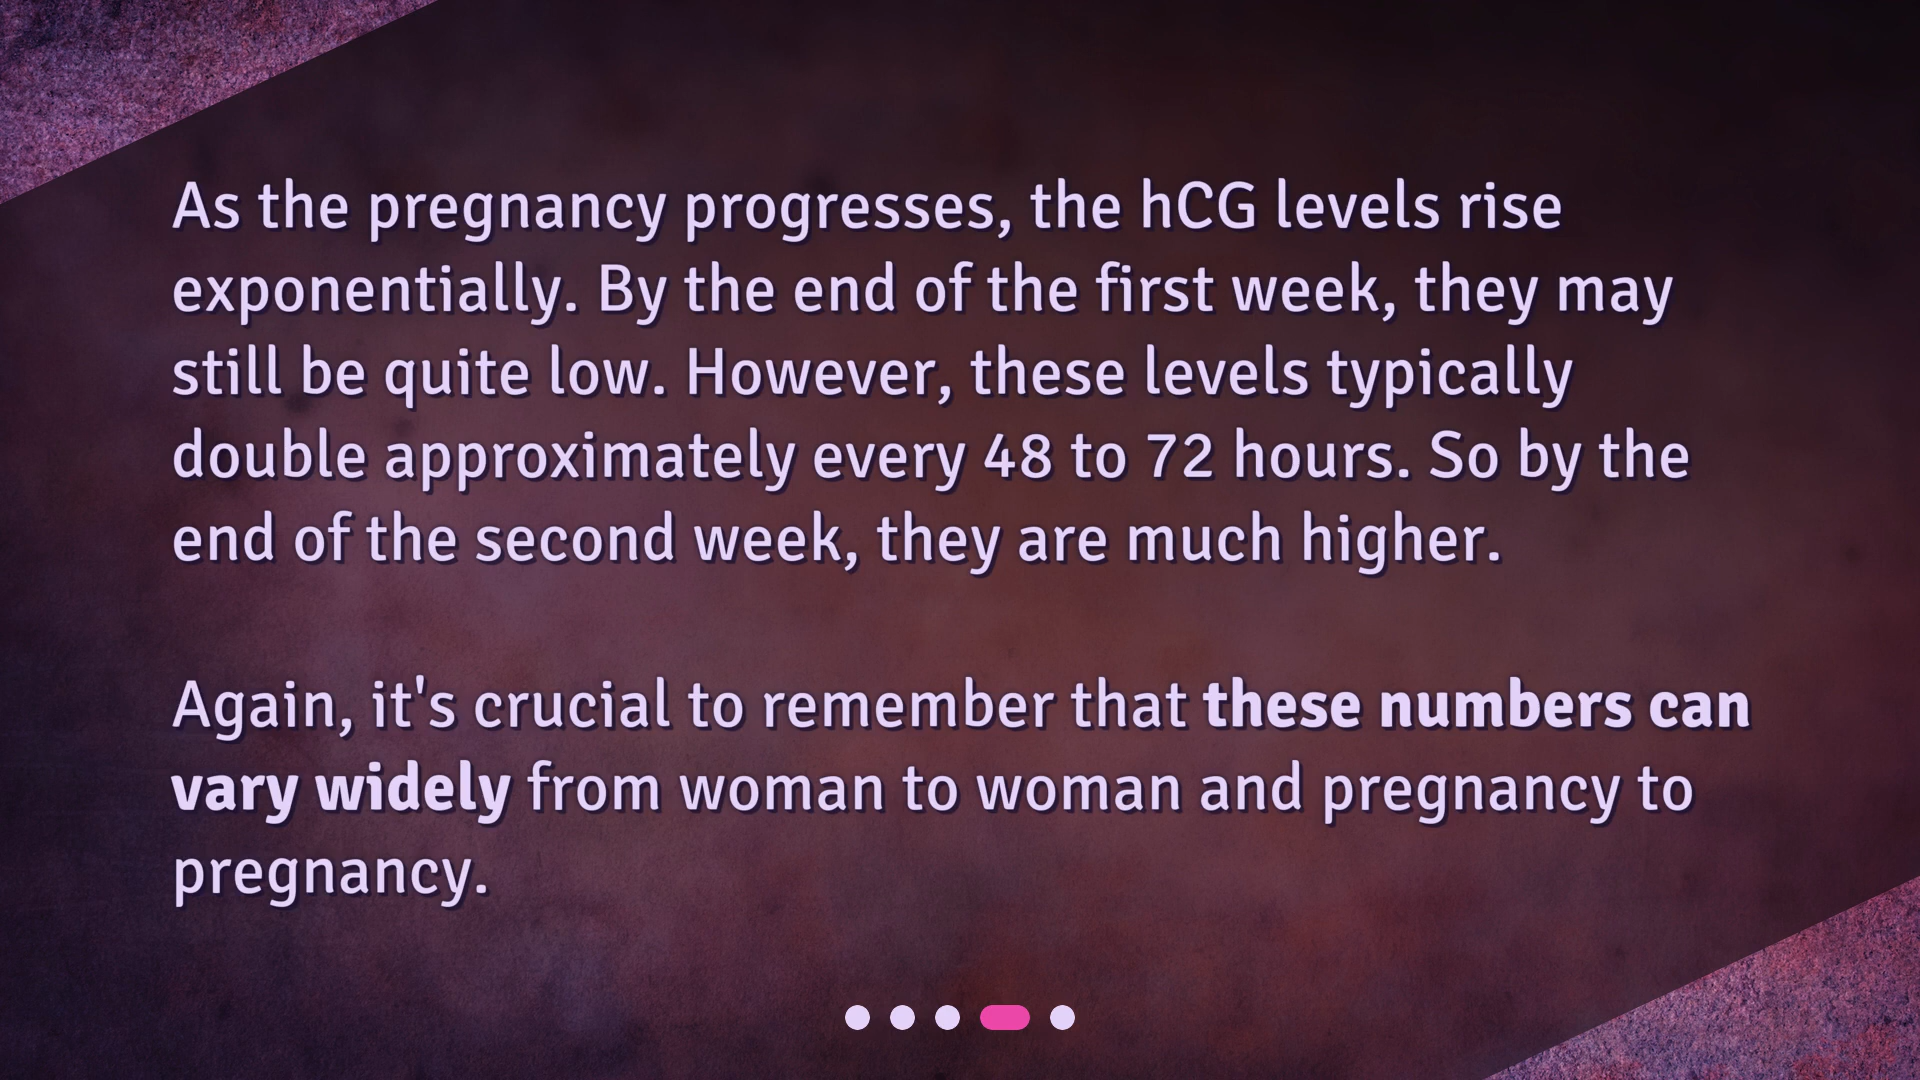 As the pregnancy progresses, the hCG levels rise
exponentially. By the end of the first week, they may
still be quite low. However, these levels typically
double approximately every 48 to 72 hours. So by the
end of the second week, they are much higher.
Again, it's crucial to remember that these numbers can
vary widely from woman to woman and pregnancy to
pregnancy.